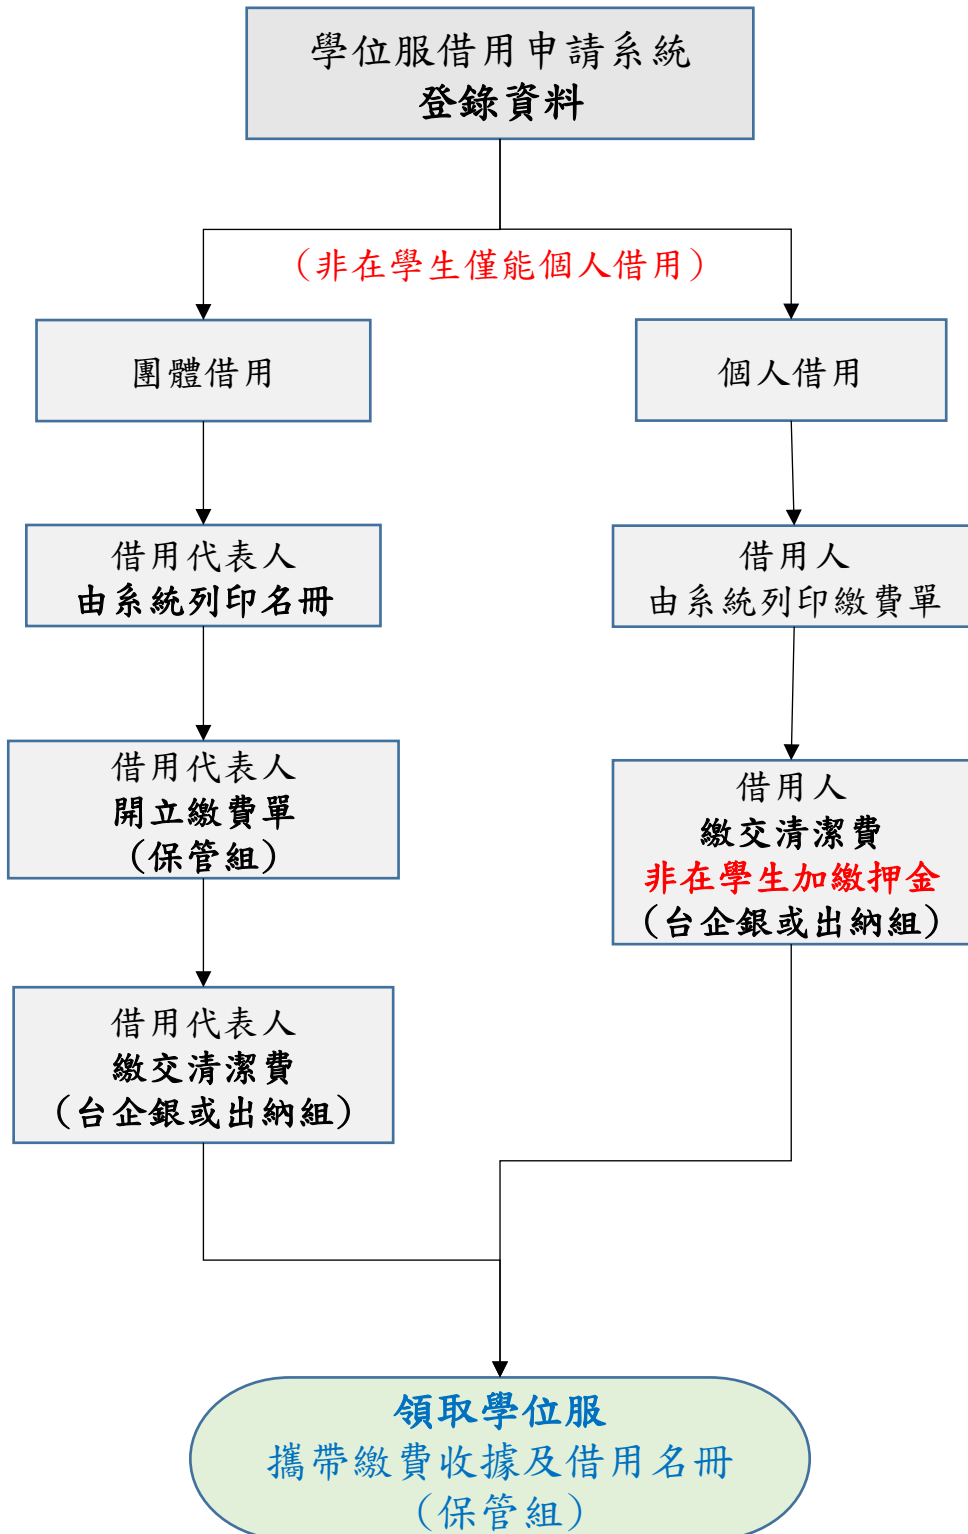 學位服借用申請系統
登錄資料
（非在學生僅能個人借用）
團體借用
個人借用
借用代表人
由系統列印名冊
借用人
由系統列印繳費單
借用代表人
開立繳費單
（保管組）
借用人
繳交清潔費
非在學生加繳押金
（台企銀或出納組）
借用代表人
繳交清潔費
（台企銀或出納組）
領取學位服
攜帶繳費收據及借用名冊
（保管組）